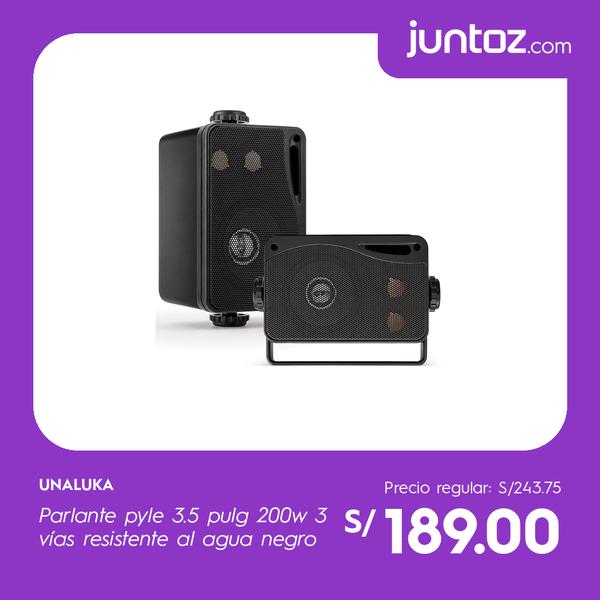 juntoz.com
UNALUKA
Parlante pyle 3.5 pulg 200w 3
vías resistente al agua negro
Precio regular: S/243.75
S/189.00